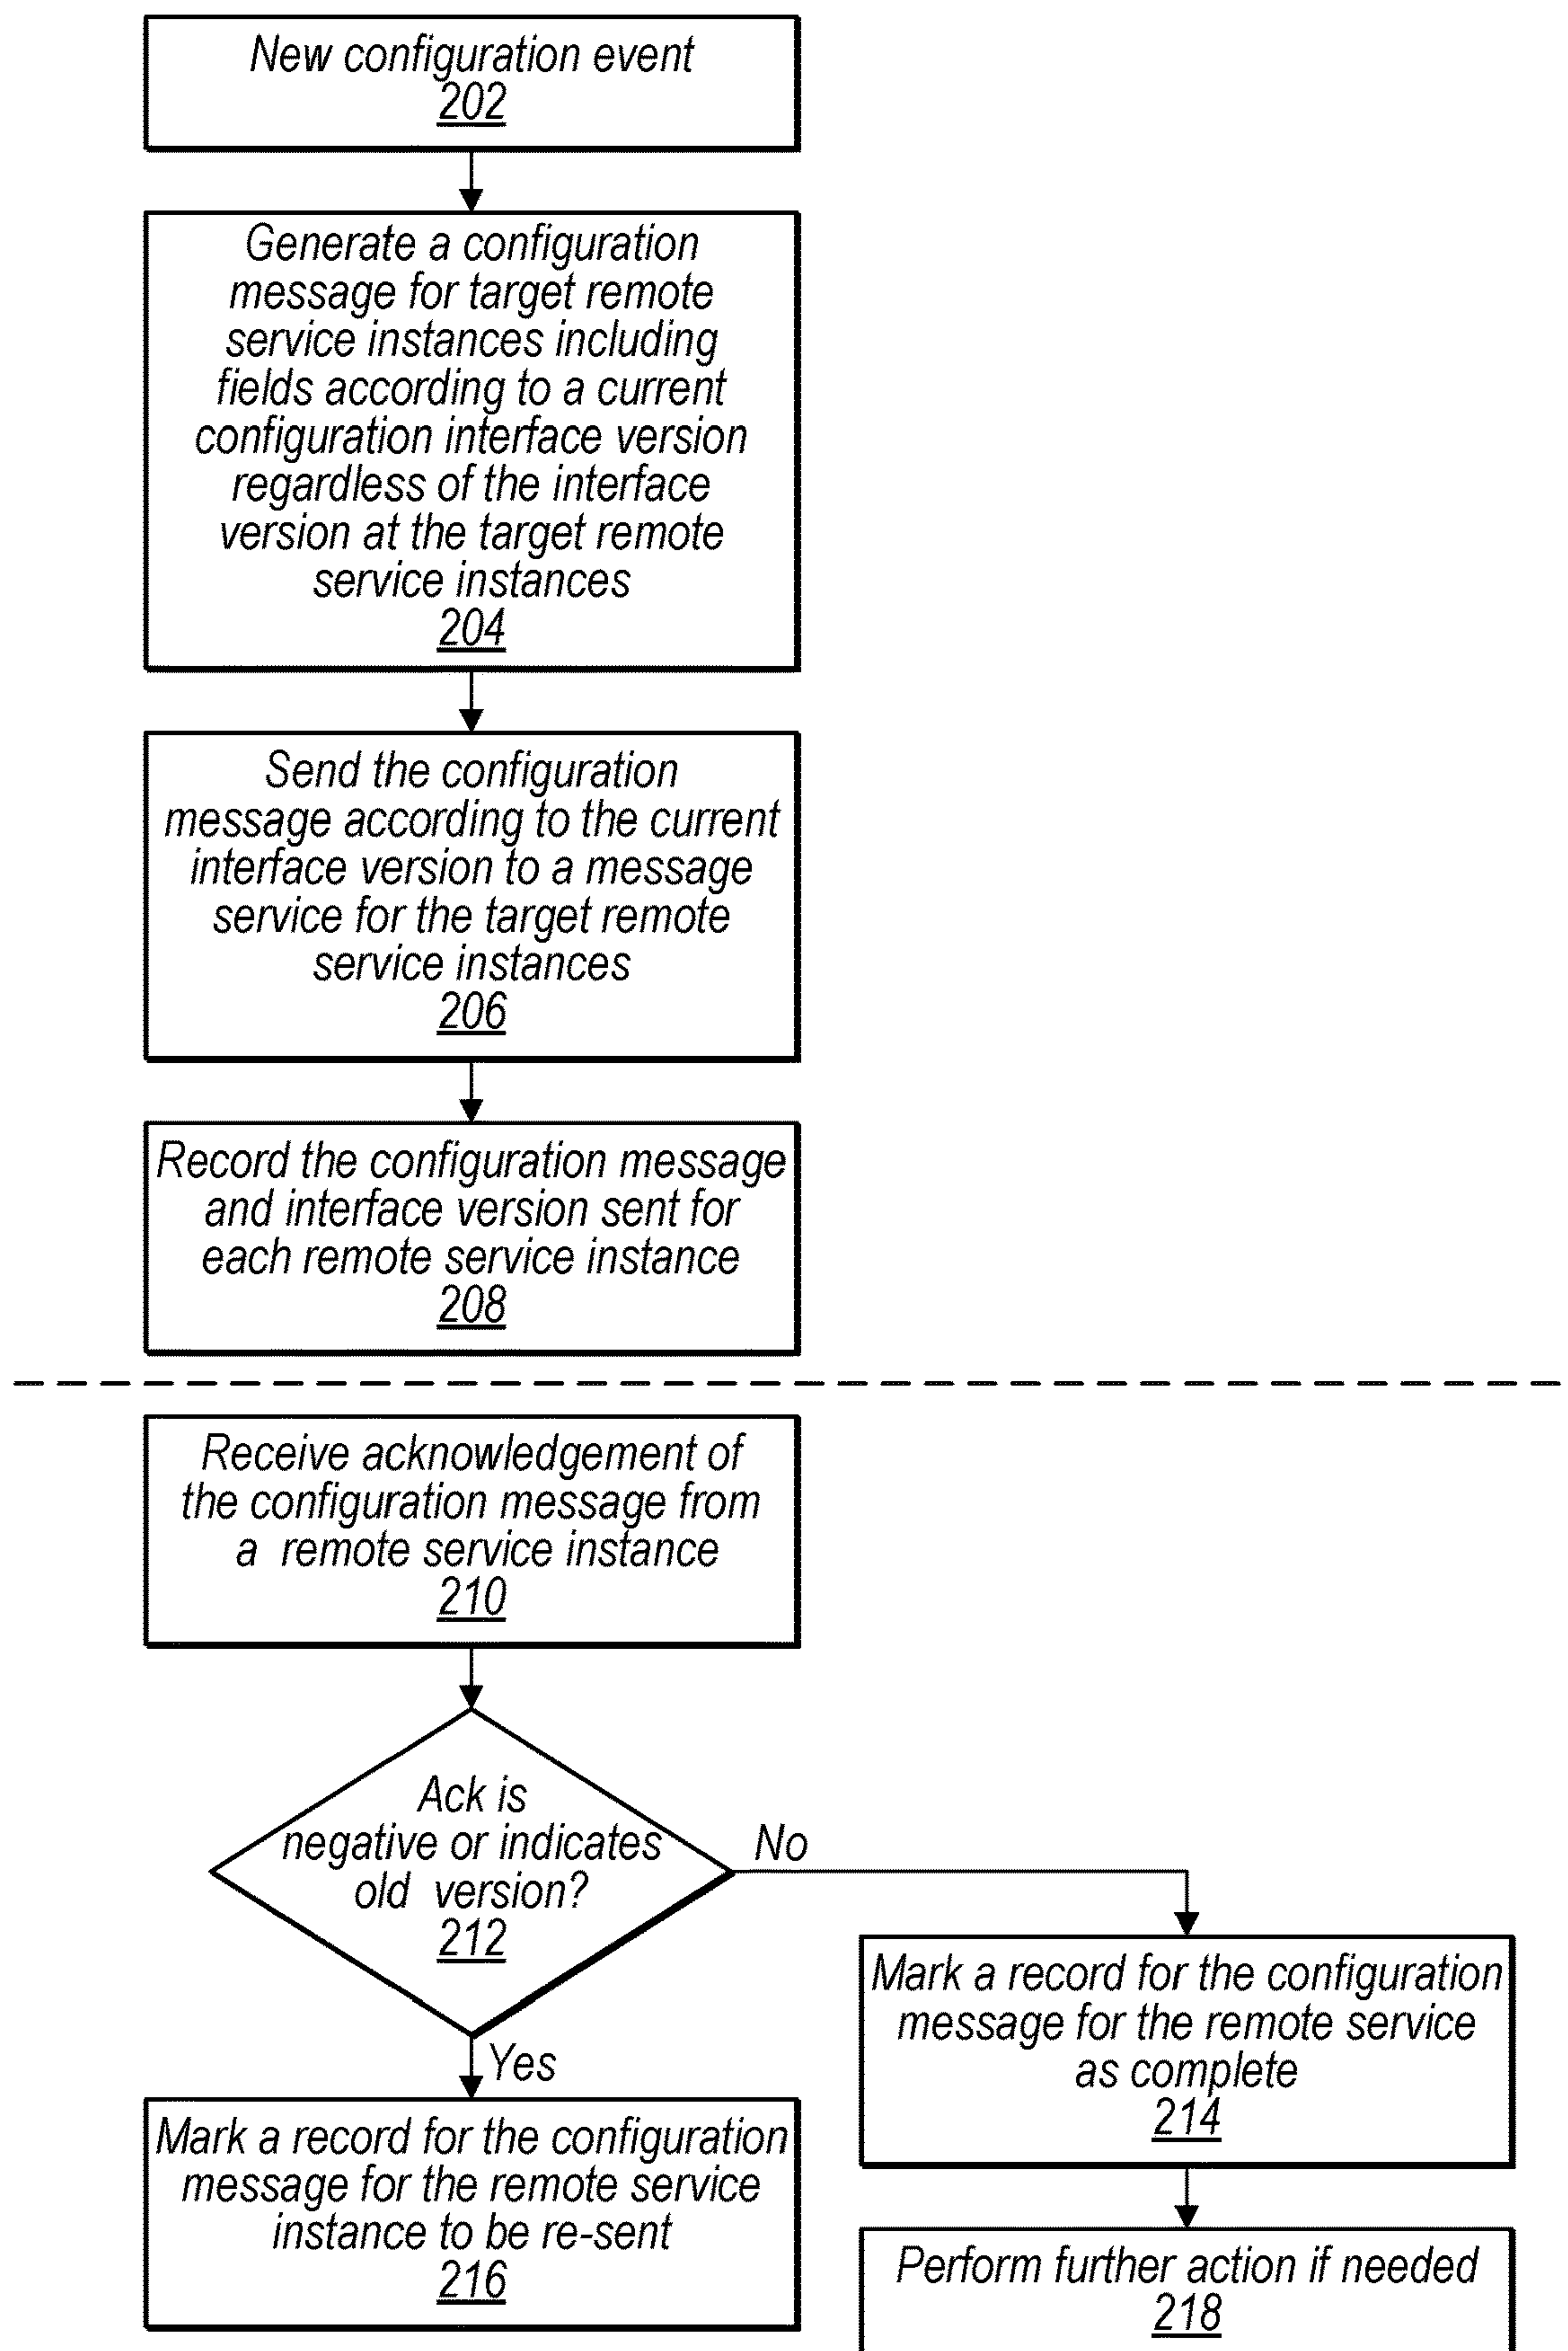 New configuration event
202
Generate a configuration
message for target remote
service instances including
fields according to a current
configuration interface version
regardless of the interface
version at the target remote
service instances
204
Send the configuration
message according to the current
interface version to a message
service for the target remote
service instances
206
Record the configuration message
and interface version sent for
each remote service instance
208
Receive acknowledgement of
the configuration message from
a remote service instance
210
Ack is
negative or indicates
old version?
212
No
Yes
Mark a record for the configuration
message for the remote service
as complete
214
Mark a record for the configuration
message for the remote service
instance to be re-sent
216
Perform further action if needed
218